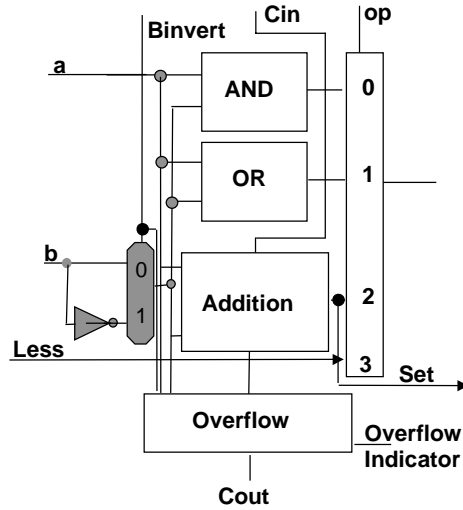 Binvert
Cin
op
a
AND
0
OR
1
b
0
1
Addition
2
Less
3
Set
Overflow
Overflow
Indicator
Cout